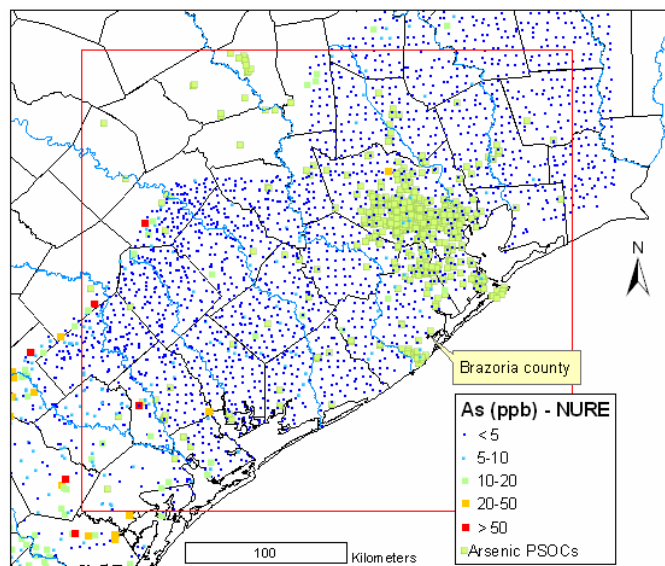 N
Brazoria county
As (ppb) - NURE
< 5
5-10
10-20
20-50
> 50
Arsenic PSOCs
100
Kilometers